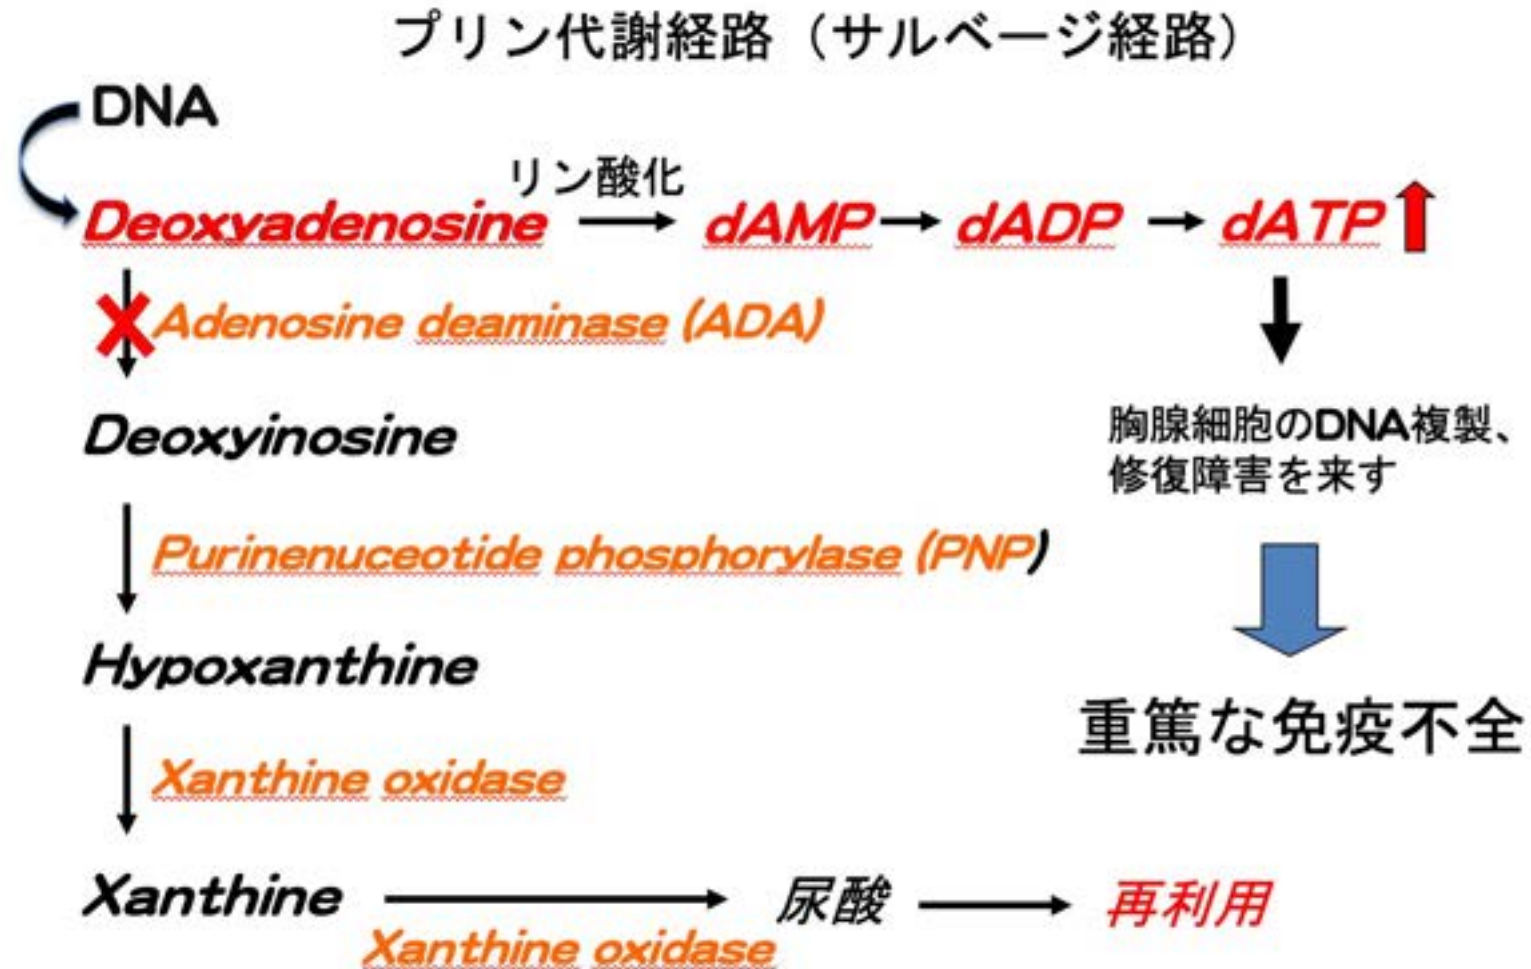 プリン代謝経路（サルベージ経路）
DNA
リン酸化
Deoxyadenosine dAMP dADP dATP
Adenosine deaminase (ADA)
Deoxyinosine
胸腺細胞のDNA複製、
修復障害を来す
Purinenuceotide phosphorylase (PNP)
Hypoxanthine
重篤な免疫不全
Xanthine oxidase
Xanthine 尿酸 再利用
Xanthine oxidase